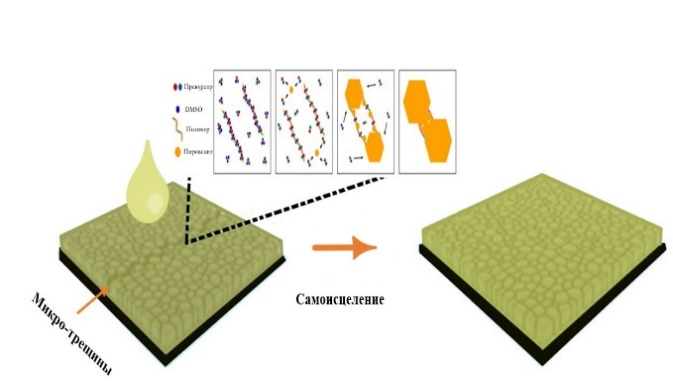 Прекурсор
DMSO
Полимер
Перовскит
Микро-трещины
Самоисцеление